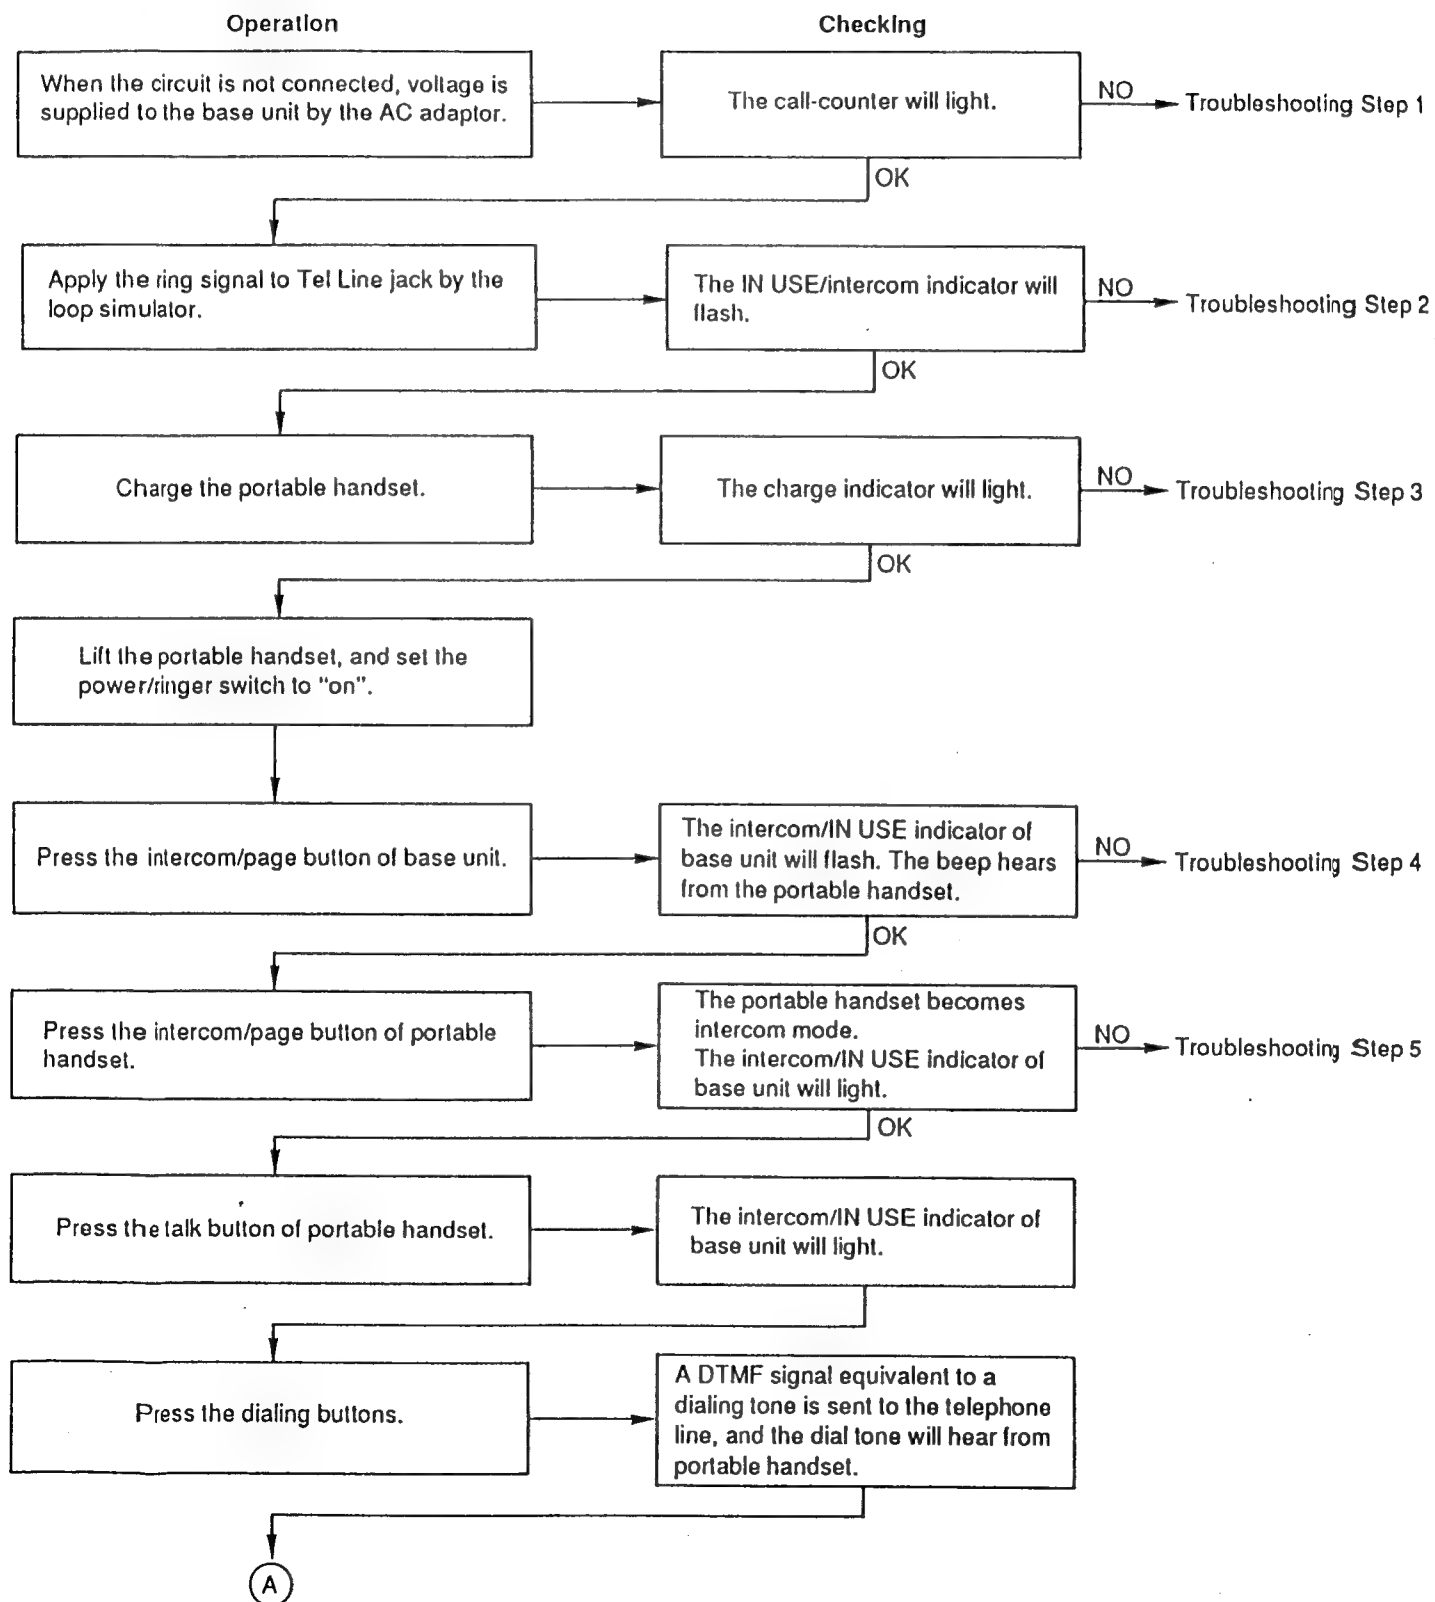 Operation
Checking
When the circuit is not connected, voltage is
supplied to the base unit by the AC adaptor.
The call-counter will light.
NO
Troubleshooting Step 1
OK
Apply the ring signal to Tel Line jack by the
loop simulator.
The IN USE/intercom indicator will
flash.
NO
Troubleshooting Step 2
OK
Charge the portable handset.
The charge indicator will light.
NO
Troubleshooting Step 3
OK
Lift the portable handset, and set the
power/ringer switch to "on".
Press the intercom/page button of base unit.
The intercom/IN USE indicator of
base unit will flash. The beep hears
from the portable handset.
NO
Troubleshooting Step 4
OK
Press the intercom/page button of portable
handset.
The portable handset becomes
intercom mode.
The intercom/IN USE indicator of
base unit will light.
NO
Troubleshooting Step 5
OK
Press the talk button of portable handset.
The intercom/IN USE indicator of
base unit will light.
Press the dialing buttons.
A DTMF signal equivalent to a
dialing tone is sent to the telephone
line, and the dial tone will hear from
portable handset.
A